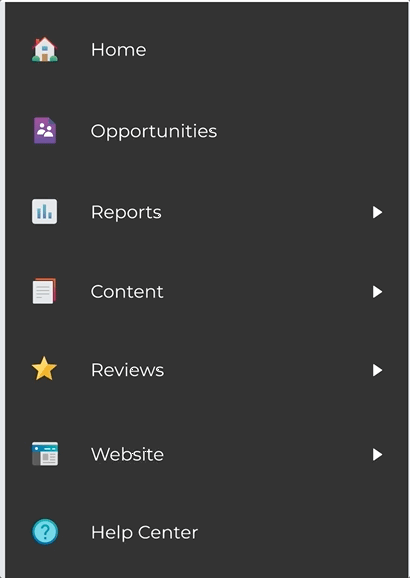 Home
Opportunities
Reports
Content
Reviews
Website
Help Center